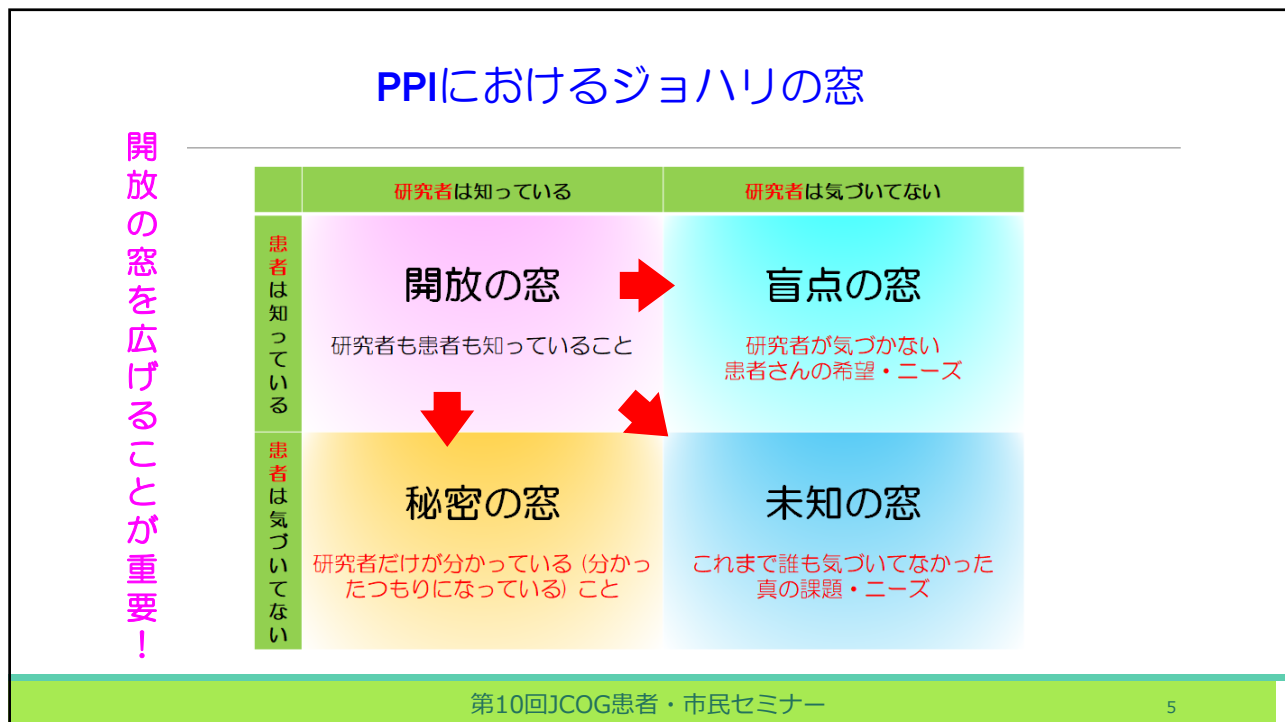 PPIにおけるジョハリの窓
開放の窓を広げることが重要！
研究者は知っている
研究者は気づいてない
患者は知っている
開放の窓
研究者も患者も知っていること
盲点の窓
研究者が気づかない
患者さんの希望・ニーズ
患者は気づいてない
秘密の窓
研究者だけが分かっている（分かっ
たつもりになっている）こと
未知の窓
これまで誰も気づいてなかった
真の課題・ニーズ
第10回JCOG患者・市民セミナー
5